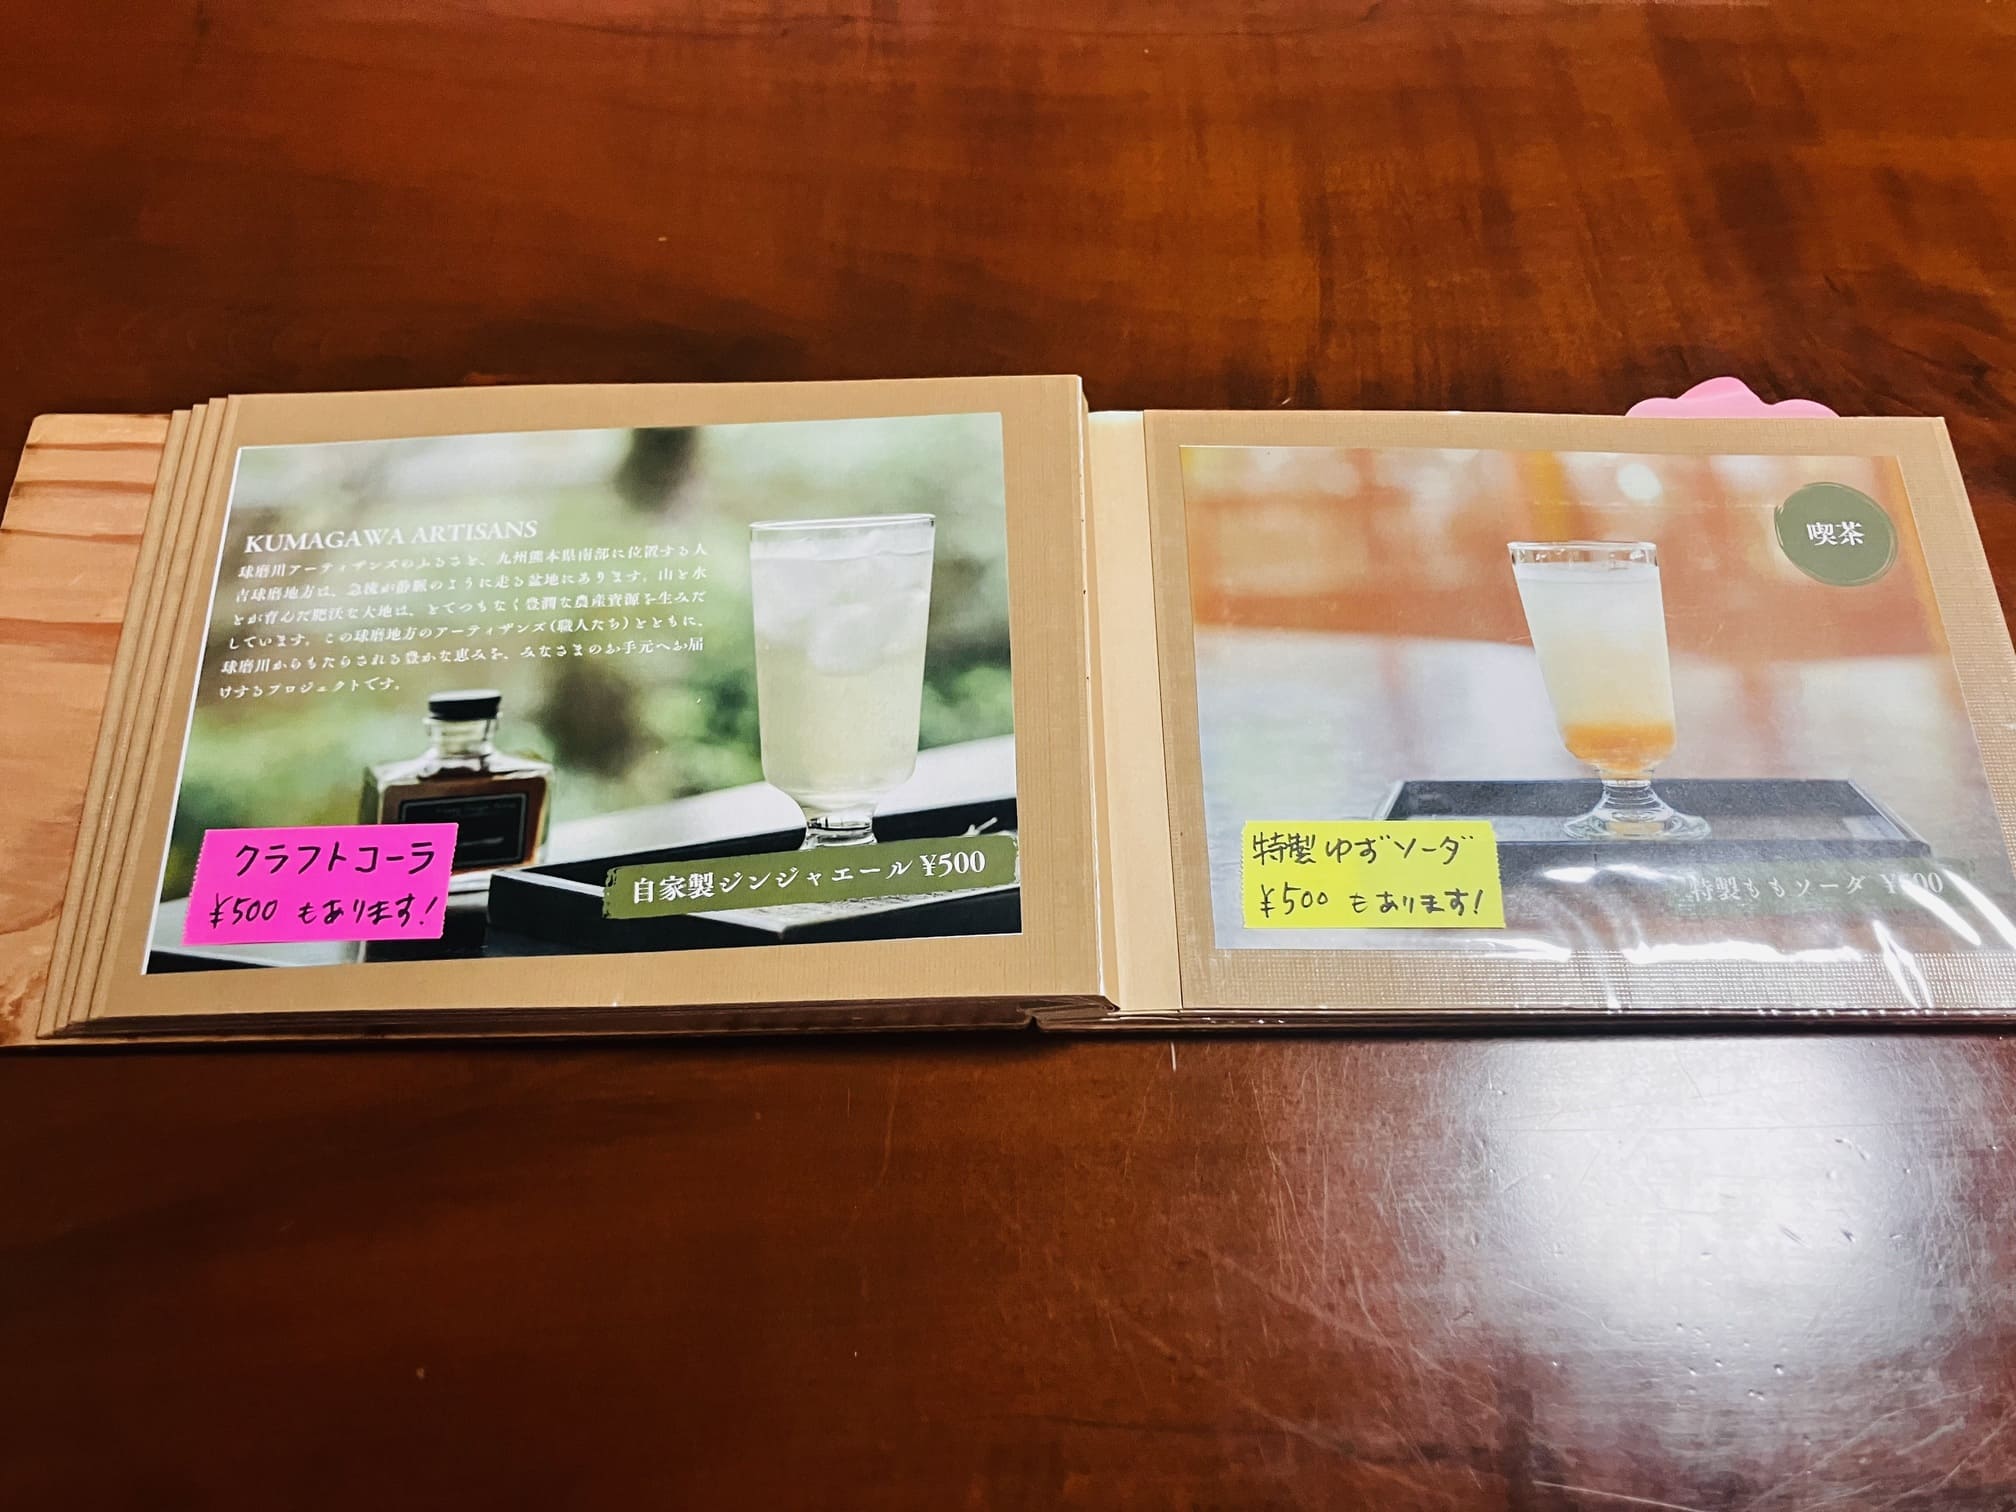 KUMAGAWA ARTISANS
球磨川アーティザンズのふるさと、九州熊本県南部に位置する人
吉球磨地方は、急流が静脈のように走る盆地にあります。山と水
とが育んだ肥沃な大地は、とてつもなく豊潤な農産資源を生みだ
しています。この球磨地方のアーティザンズ(職人たち)とともに、
球磨川からもたらされる豊かな恵みを、みなさまのお手元へお届
けするプロジェクトです。
クラフトコーラ
¥500 もあります!
自家製ジンジャエール ¥500
喫茶
特製ゆずソーダ
¥500 もあります!
特製ももソーダ